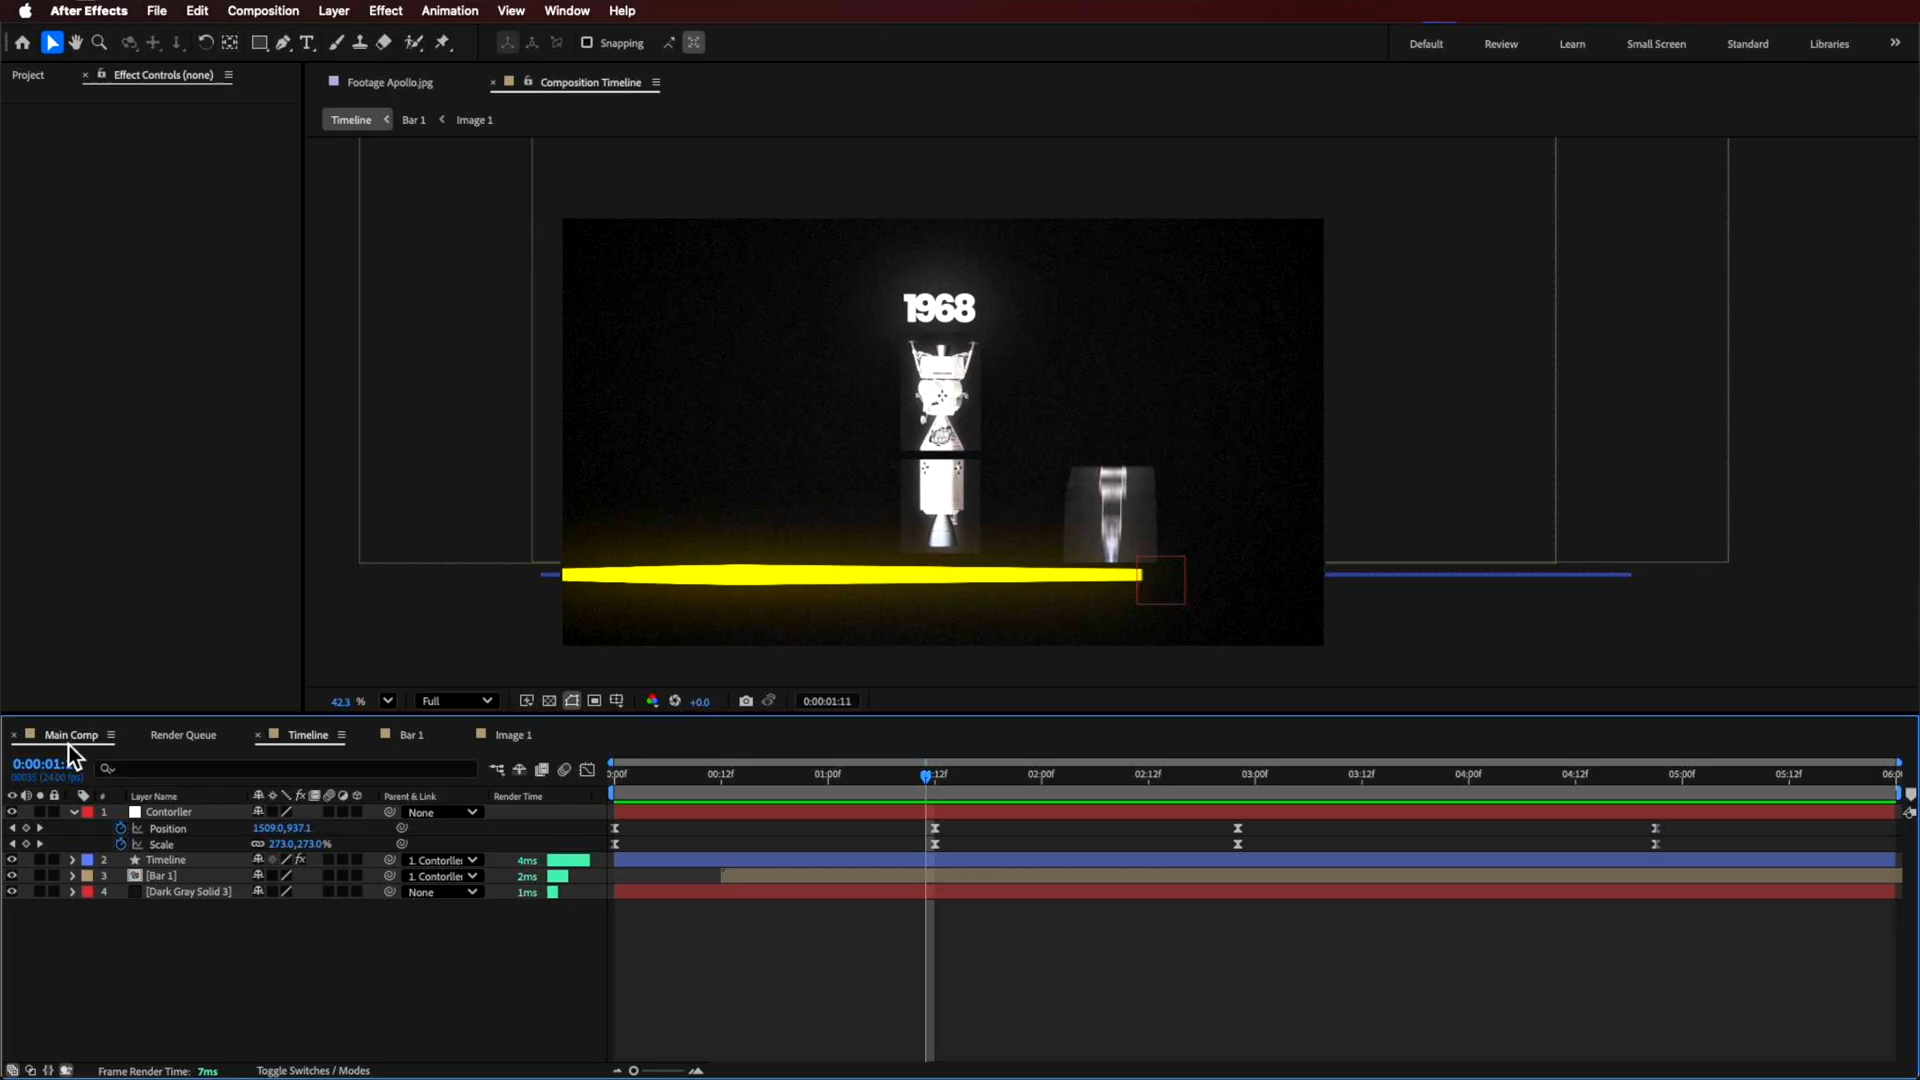 After Effects File Edit Composition Layer Effect Animation View Window Help
Snapping Default Review Learn Small Screen Standard Libraries
Project Effect Controls (none) Footage Apollo.jpg Composition Timeline
Timeline Bar 1 Image 1
1968
42.3 % Full +0.0 0:00:01:11
Main Comp Render Queue Timeline Bar 1 Image 1
0:00:01:
00035 (24.00 fps)
:00f 00:12f 01:00f :12f 02:00f 02:12f 03:00f 03:12f 04:00f 04:12f 05:00f 05:12f 06:0
# Layer Name Parent & Link Render Time
1 Contorller None
Position 1509.0,937.1
Scale 273.0,273.0%
2 Timeline 1. Contorller 4ms
3 [Bar 1] 1. Contorller 2ms
4 [Dark Gray Solid 3] None 1ms
Frame Render Time: 7ms Toggle Switches / Modes